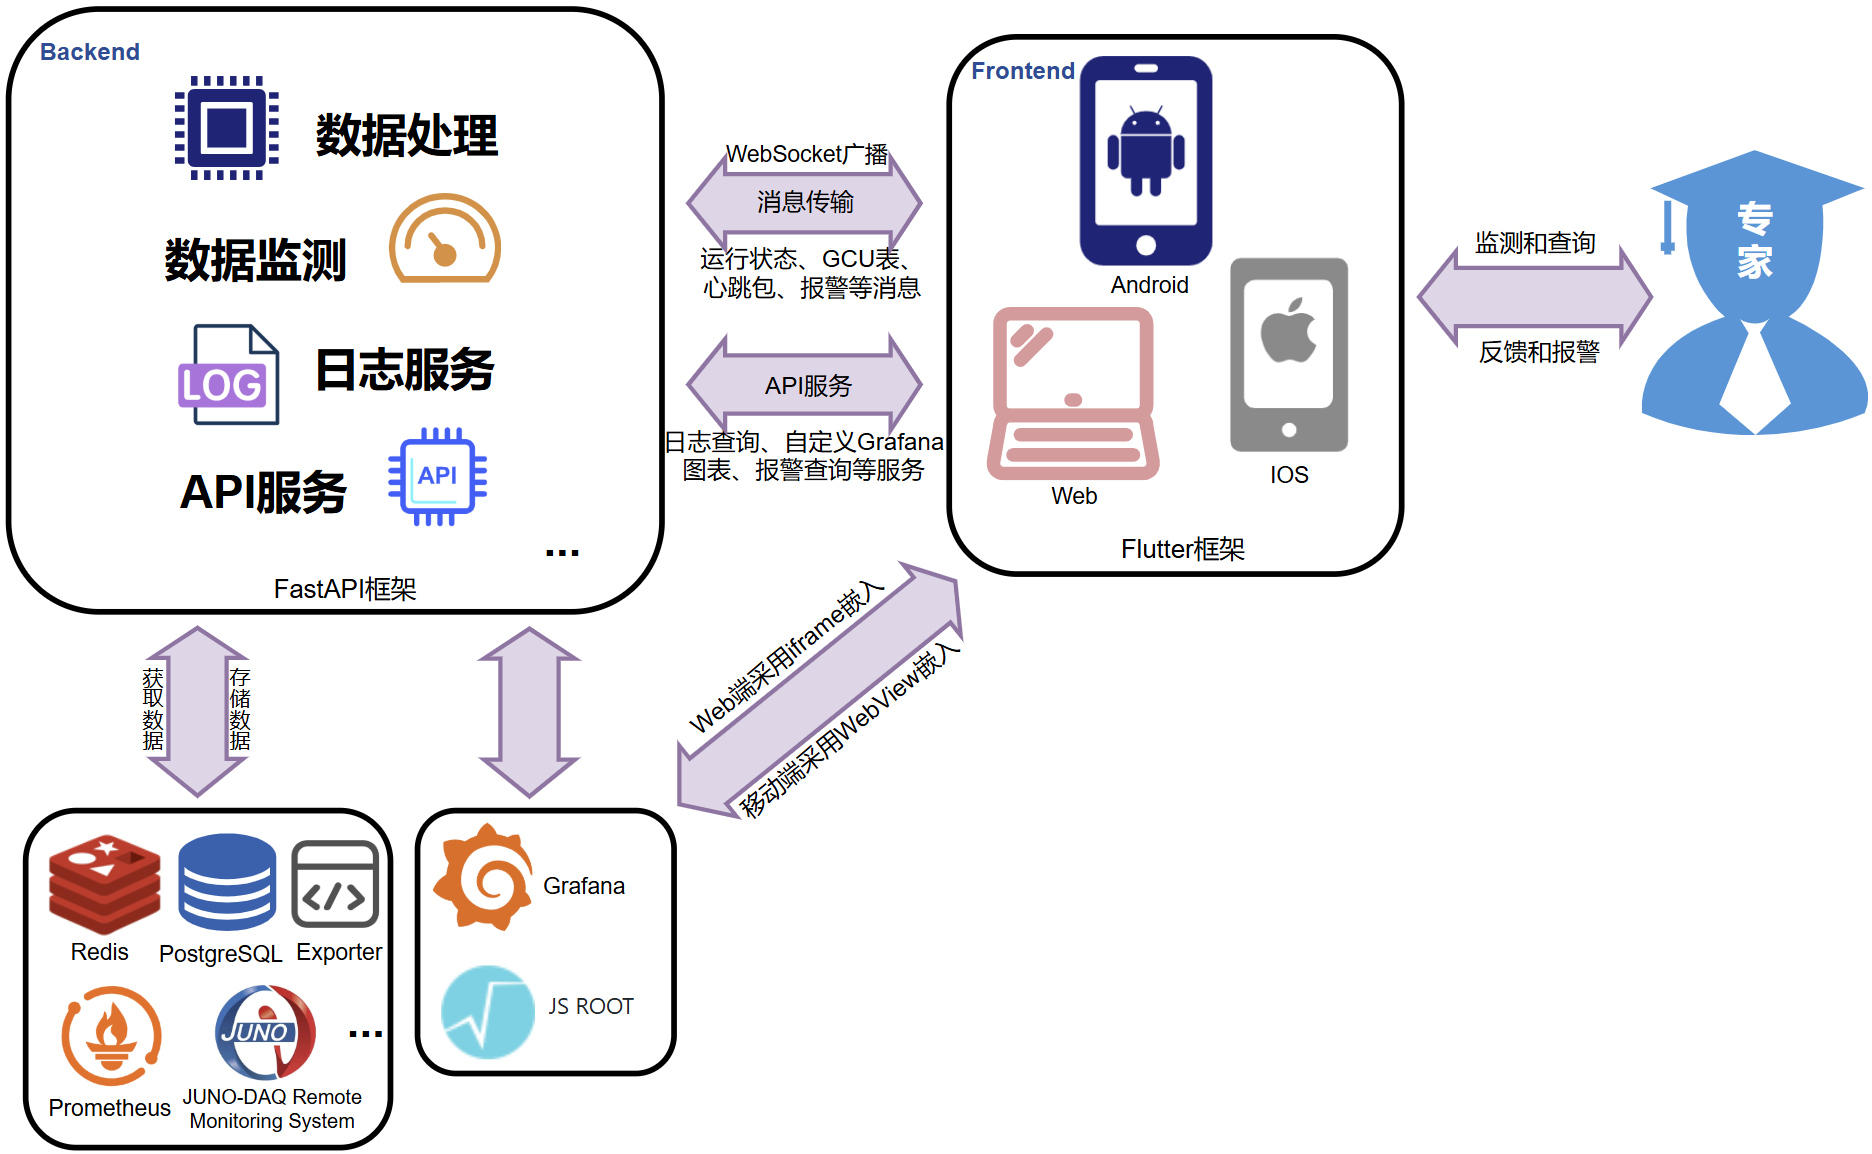 Backend
数据处理
数据监测
LOG
日志服务
API服务
API
...
FastAPI框架
WebSocket广播
消息传输
运行状态、GCU表、
心跳包、报警等消息
API服务
日志查询、自定义Grafana
图表、报警查询等服务
Frontend
Android
Web
IOS
Flutter框架
监测和查询
反馈和报警
专
家
获取数据
存储数据
Web端采用iframe嵌入
移动端采用WebView嵌入
Redis
PostgreSQL
Exporter
</>
Prometheus
JUNO
...
JUNO-DAQ Remote
Monitoring System
Grafana
JS ROOT